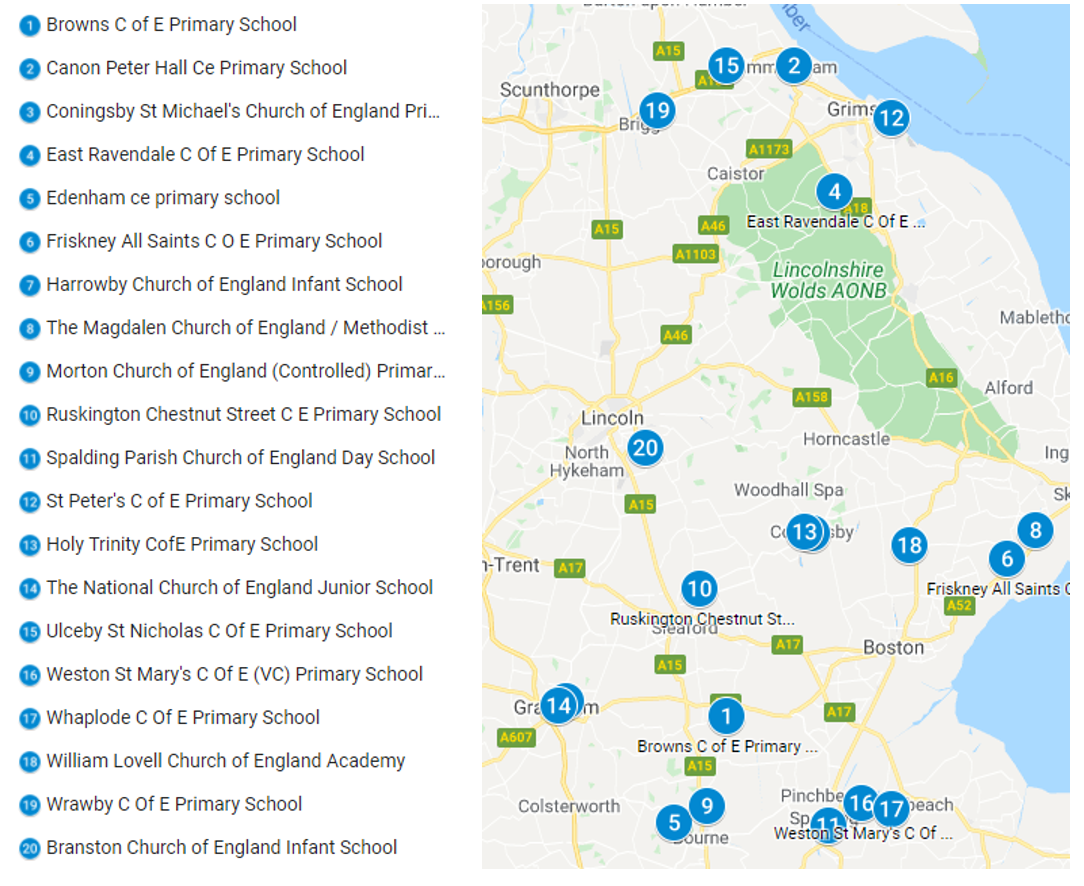 1 Browns C of E Primary School
2 Canon Peter Hall Ce Primary School
3 Coningsby St Michael's Church of England Pri...
4 East Ravendale C Of E Primary School
5 Edenham ce primary school
6 Friskney All Saints C O E Primary School
7 Harrowby Church of England Infant School
8 The Magdalen Church of England / Methodist ...
9 Morton Church of England (Controlled) Primar...
10 Ruskington Chestnut Street C E Primary School
11 Spalding Parish Church of England Day School
12 St Peter's C of E Primary School
13 Holy Trinity CofE Primary School
14 The National Church of England Junior School
15 Ulceby St Nicholas C Of E Primary School
16 Weston St Mary's C Of E (VC) Primary School
17 Whaplode C Of E Primary School
18 William Lovell Church of England Academy
19 Wrawby C Of E Primary School
20 Branston Church of England Infant School
A15
15
2
Scunthorpe
19
Brigg
Grims
12
A1173
Caistor
4
A18
A15
A46
East Ravendale C Of E ...
A1103
borough
Lincolnshire
Wolds AONB
A156
A46
Mabletho
A16
Alford
A158
Lincoln
20
Horncastle
North
Hykeham
Ing
Woodhall Spa
A15
Sk
13
sby
18
8
6
n-Trent
A17
10
Friskney All Saints C
A52
Ruskington Chestnut St...
Sleaford
A17
Boston
A15
Gra
14
m
1
A17
A607
Browns C of E Primary ...
A15
Colsterworth
5
9
Bourne
Pinchbe
16
17
beach
11
Weston St Mary's C Of ...